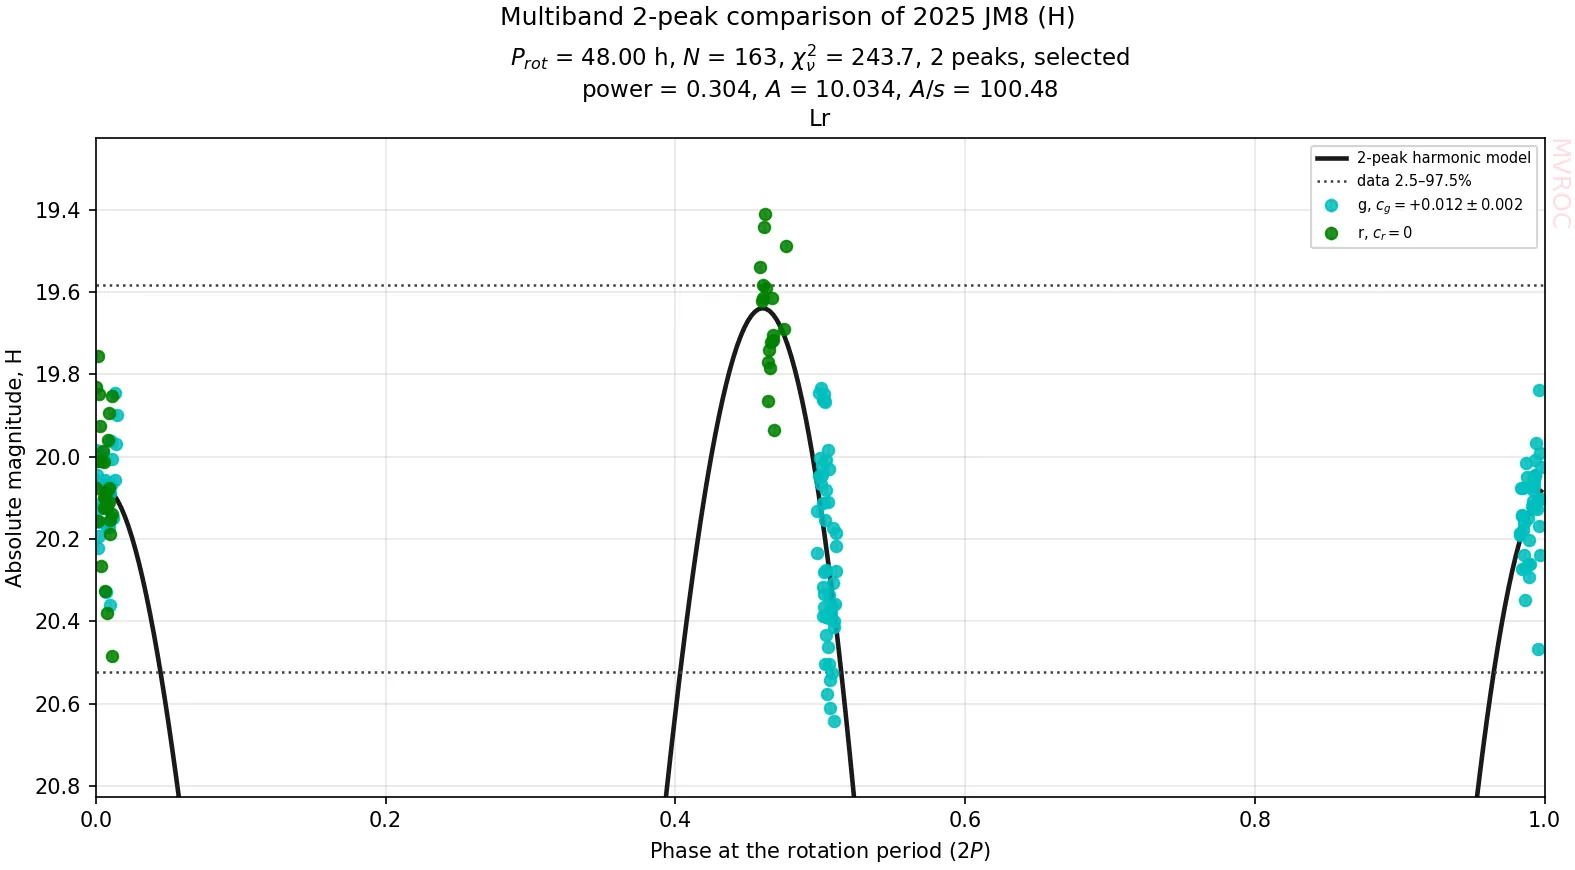 Multiband 2-peak comparison of 2025 JM8 (H)
P_rot = 48.00 h, N = 163, χ²_ν = 243.7, 2 peaks, selected
power = 0.304, A = 10.034, A/s = 100.48
Lr
2-peak harmonic model
data 2.5–97.5%
g, c_g = +0.012 ± 0.002
r, c_r = 0
MVROC
Absolute magnitude, H
19.4
19.6
19.8
20.0
20.2
20.4
20.6
20.8
0.0 0.2 0.4 0.6 0.8 1.0
Phase at the rotation period (2P)